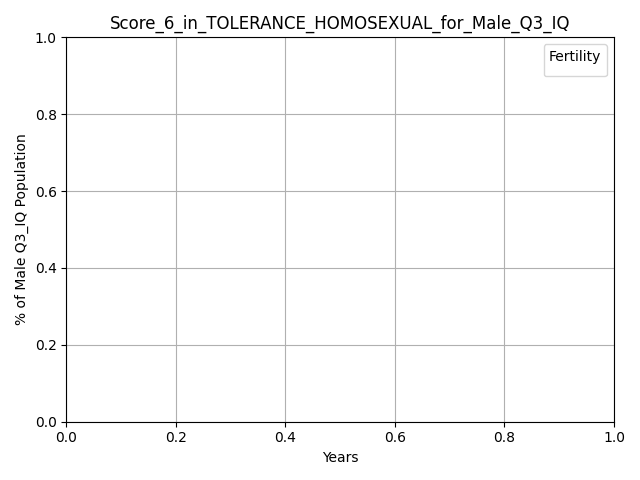 Score_6_in_TOLERANCE_HOMOSEXUAL_for_Male_Q3_IQ
Fertility
% of Male Q3_IQ Population
1.0
0.8
0.6
0.4
0.2
0.0
0.0 0.2 0.4 0.6 0.8 1.0
Years